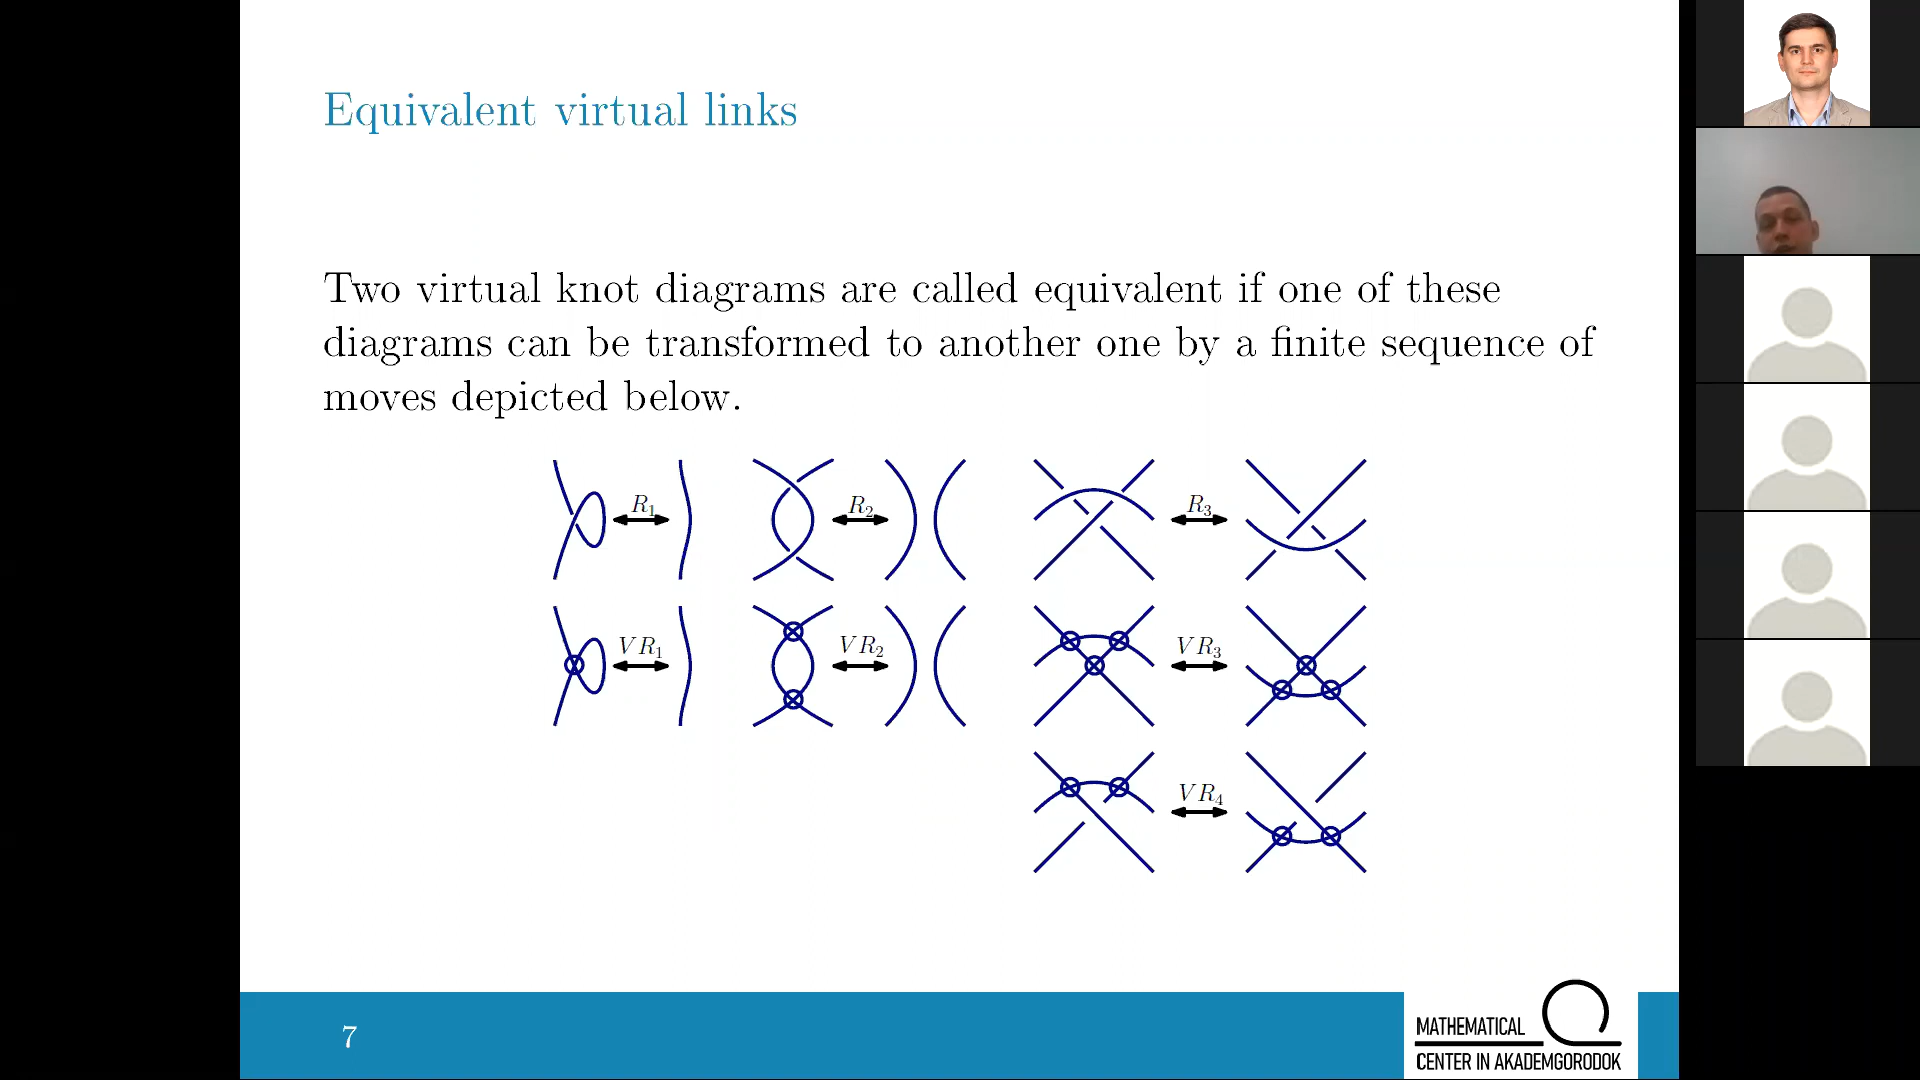 Equivalent virtual links
Two virtual knot diagrams are called equivalent if one of these
diagrams can be transformed to another one by a finite sequence of
moves depicted below.
R₁ R₂ R₃
VR₁ VR₂ VR₃
VR₄
7
MATHEMATICAL
CENTER IN AKADEMGORODOK